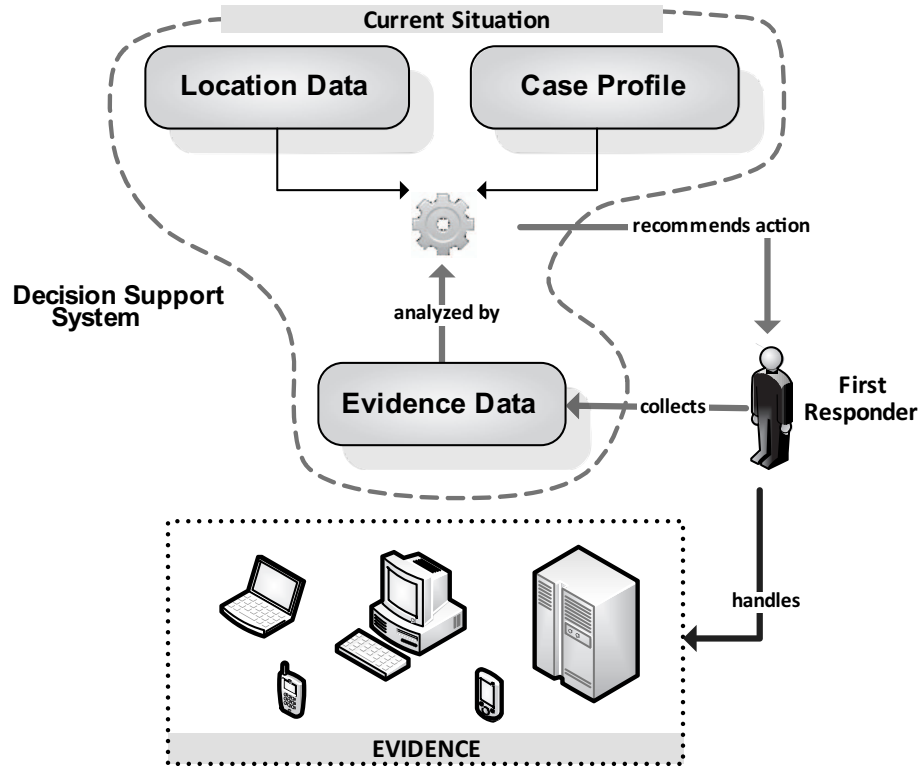 Current Situation
Location Data
Case Profile
recommends action
Decision Support
System
analyzed by
Evidence Data
collects
First
Responder
handles
EVIDENCE